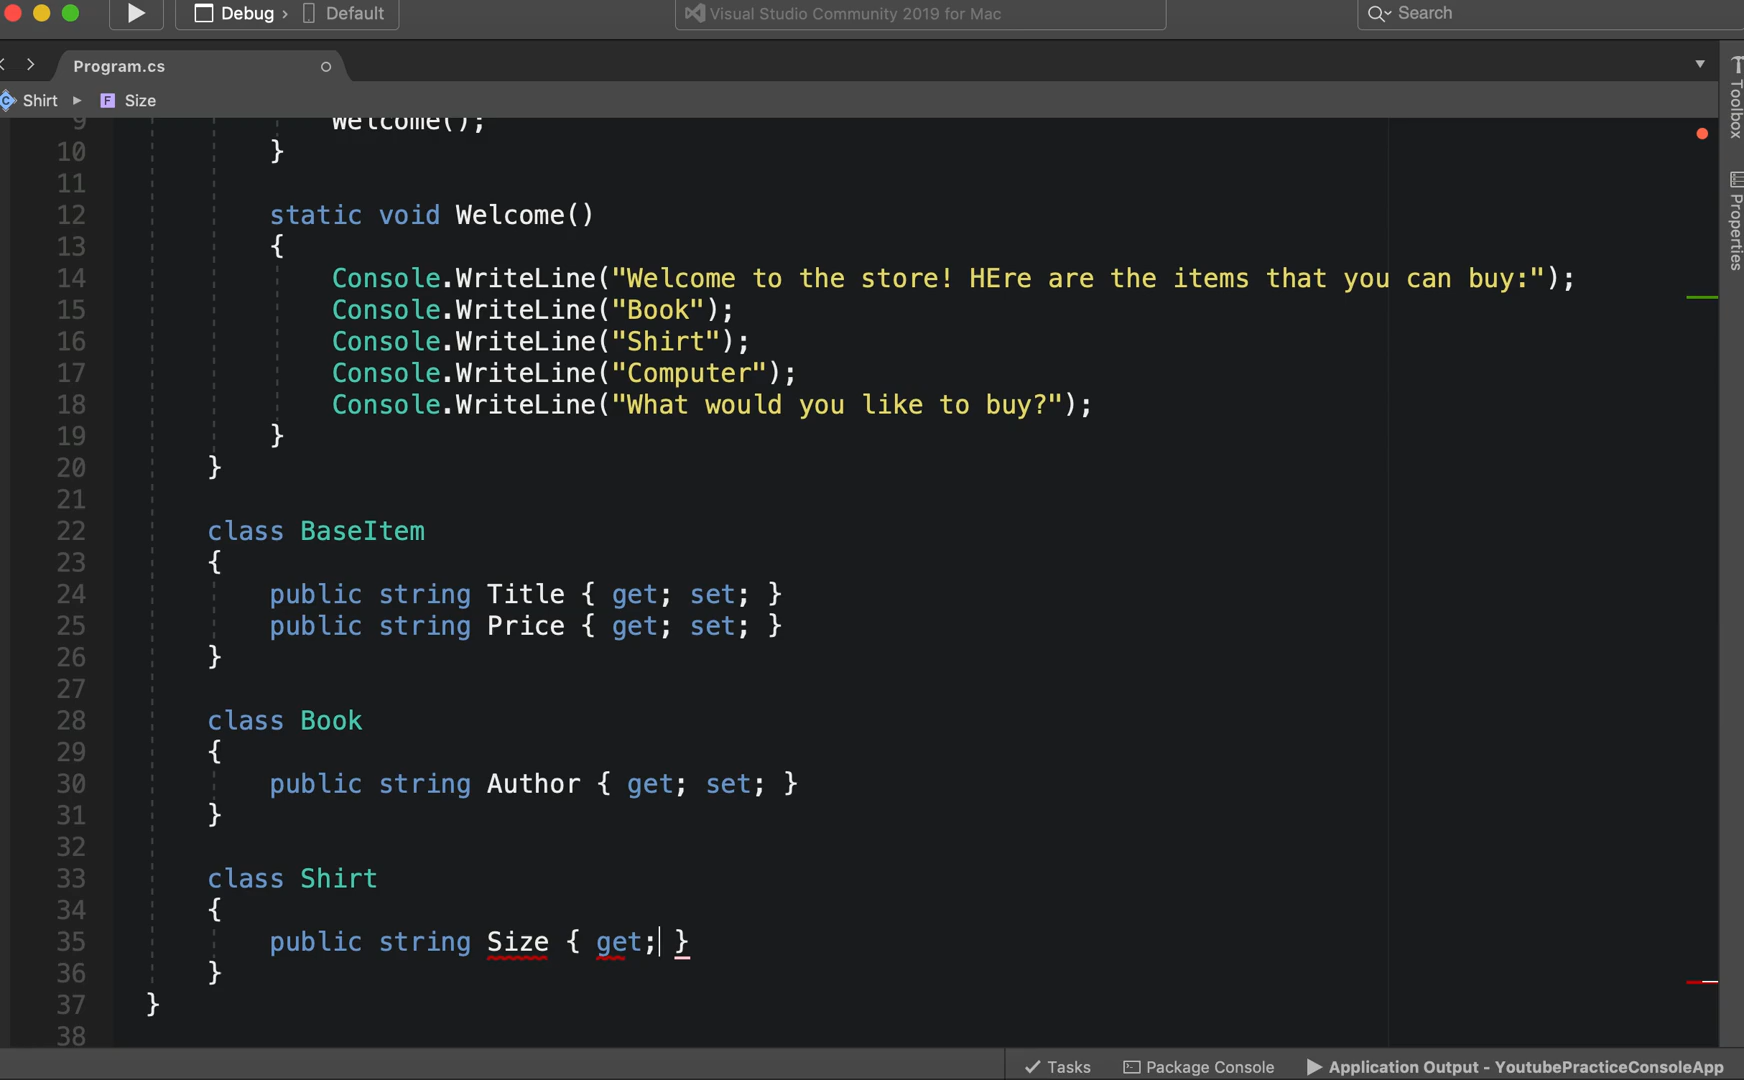 Debug › Default
Visual Studio Community 2019 for Mac
Search
Program.cs
Shirt ▸ F Size
Toolbox
Properties
9 Welcome();
10 }
11
12 static void Welcome()
13 {
14 Console.WriteLine("Welcome to the store! HEre are the items that you can buy:");
15 Console.WriteLine("Book");
16 Console.WriteLine("Shirt");
17 Console.WriteLine("Computer");
18 Console.WriteLine("What would you like to buy?");
19 }
20 }
21
22 class BaseItem
23 {
24 public string Title { get; set; }
25 public string Price { get; set; }
26 }
27
28 class Book
29 {
30 public string Author { get; set; }
31 }
32
33 class Shirt
34 {
35 public string Size { get; }
36 }
37 }
38
Tasks Package Console Application Output - YoutubePracticeConsoleApp